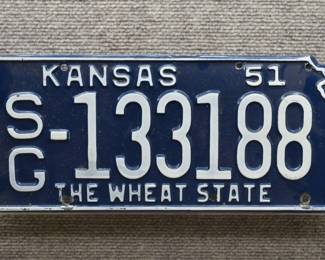 KANSAS 51
SG-133188
THE WHEAT STATE